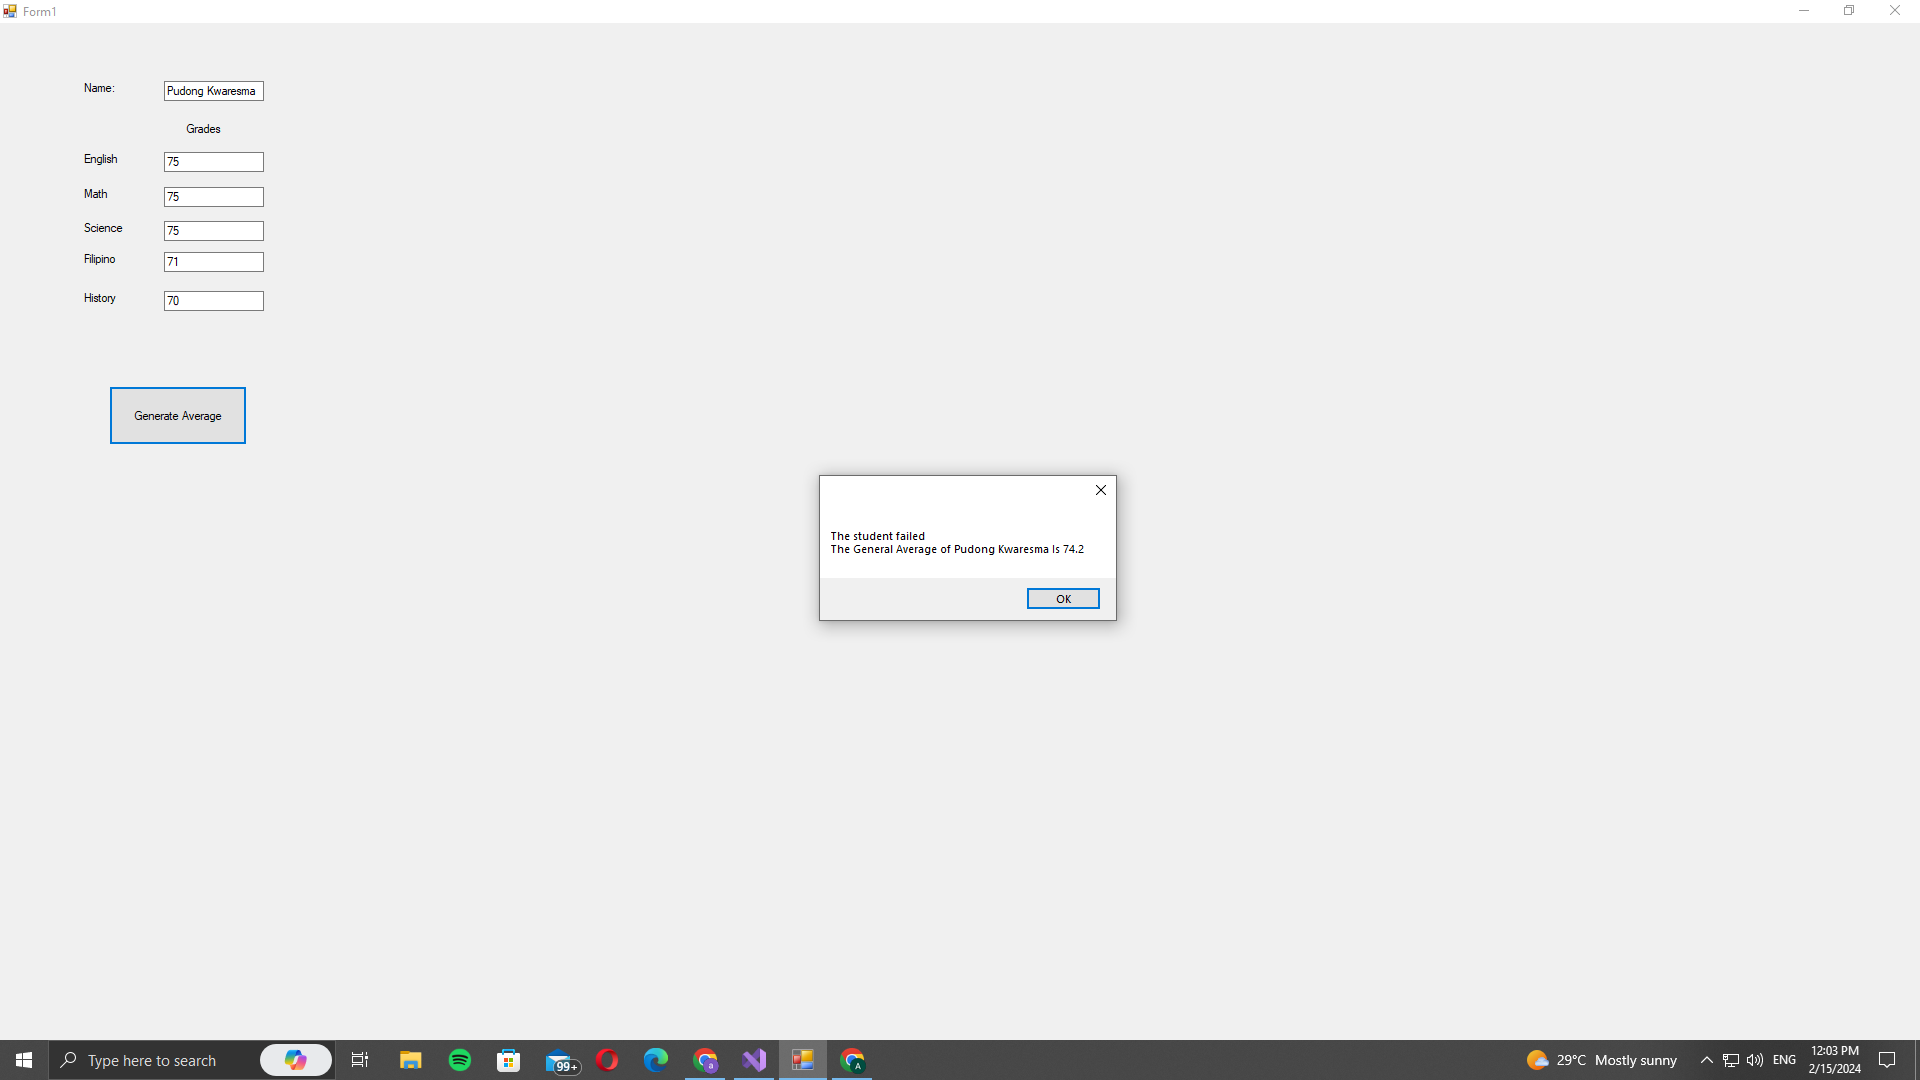 Form1
Name: Pudong Kwaresma
Grades
English 75
Math 75
Science 75
Filipino 71
History 70
Generate Average
The student failed
The General Average of Pudong Kwaresma Is 74.2
OK
Type here to search
99+
a
A
29°C Mostly sunny
ENG
12:03 PM
2/15/2024